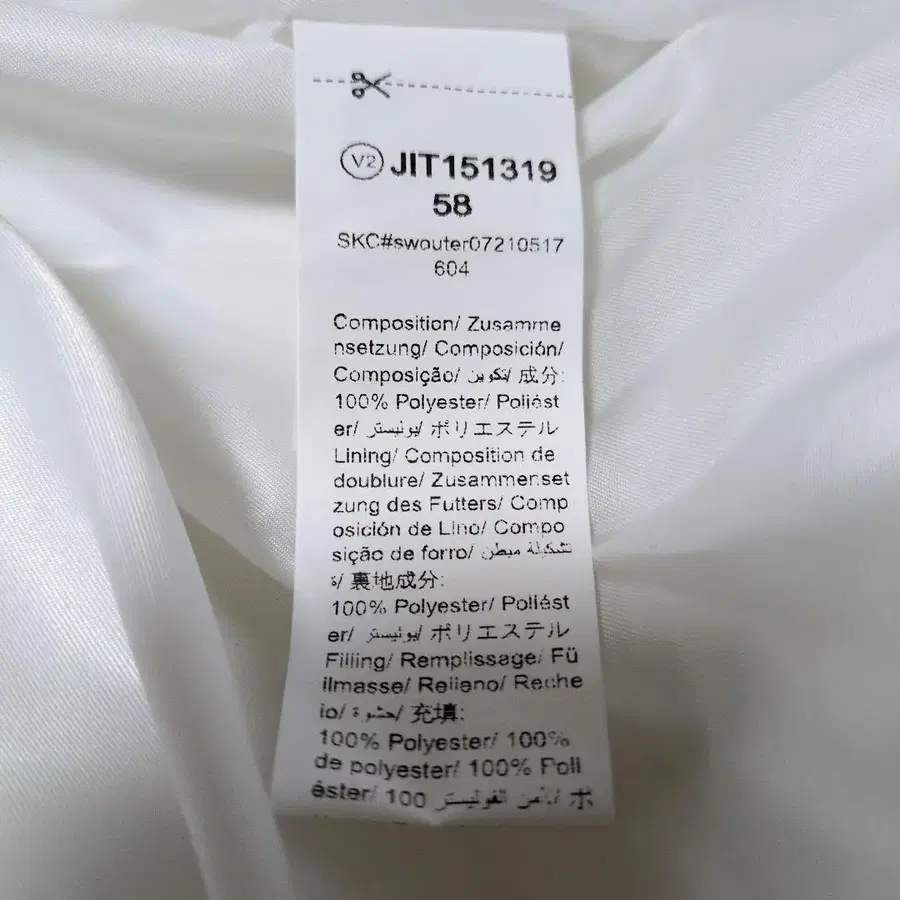 V2 JIT151319
58
SKC#swouter07210517
604
Composition/ Zusamme
nsetzung/ Composición/
Composição/ تكوين/ 成分:
100% Polyester/ Poliést
er/ بوليستر/ ポリエステル
Lining/ Composition de
doublure/ Zusammenset
zung des Futters/ Comp
osición de Lino/ Compo
sição de forro/ تشكيلة مبطن
ة/ 裏地成分:
100% Polyester/ Poliést
er/ بوليستر/ ポリエステル
Filling/ Remplissage/ Fü
llmasse/ Relleno/ Reche
io/ حشوة/ 充填:
100% Polyester/ 100%
de polyester/ 100% Poli
éster/ 100 ./ ポ